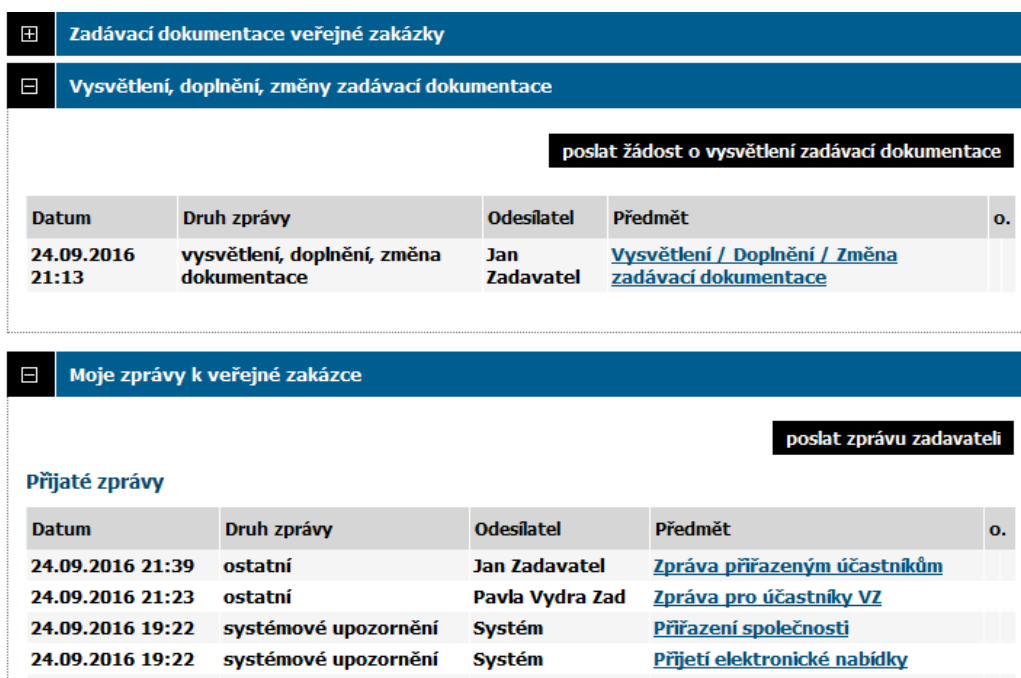 Zadávací dokumentace veřejné zakázky
Vysvětlení, doplnění, změny zadávací dokumentace
poslat žádost o vysvětlení zadávací dokumentace
Datum Druh zprávy Odesílatel Předmět o.
24.09.2016 vysvětlení, doplnění, změna Jan Vysvětlení / Doplnění / Změna
21:13 dokumentace Zadavatel zadávací dokumentace
Moje zprávy k veřejné zakázce
poslat zprávu zadavateli
Přijaté zprávy
Datum Druh zprávy Odesílatel Předmět o.
24.09.2016 21:39 ostatní Jan Zadavatel Zpráva přiřazeným účastníkům
24.09.2016 21:23 ostatní Pavla Vydra Zad Zpráva pro účastníky VZ
24.09.2016 19:22 systémové upozornění Systém Přiřazení společnosti
24.09.2016 19:22 systémové upozornění Systém Přijetí elektronické nabídky